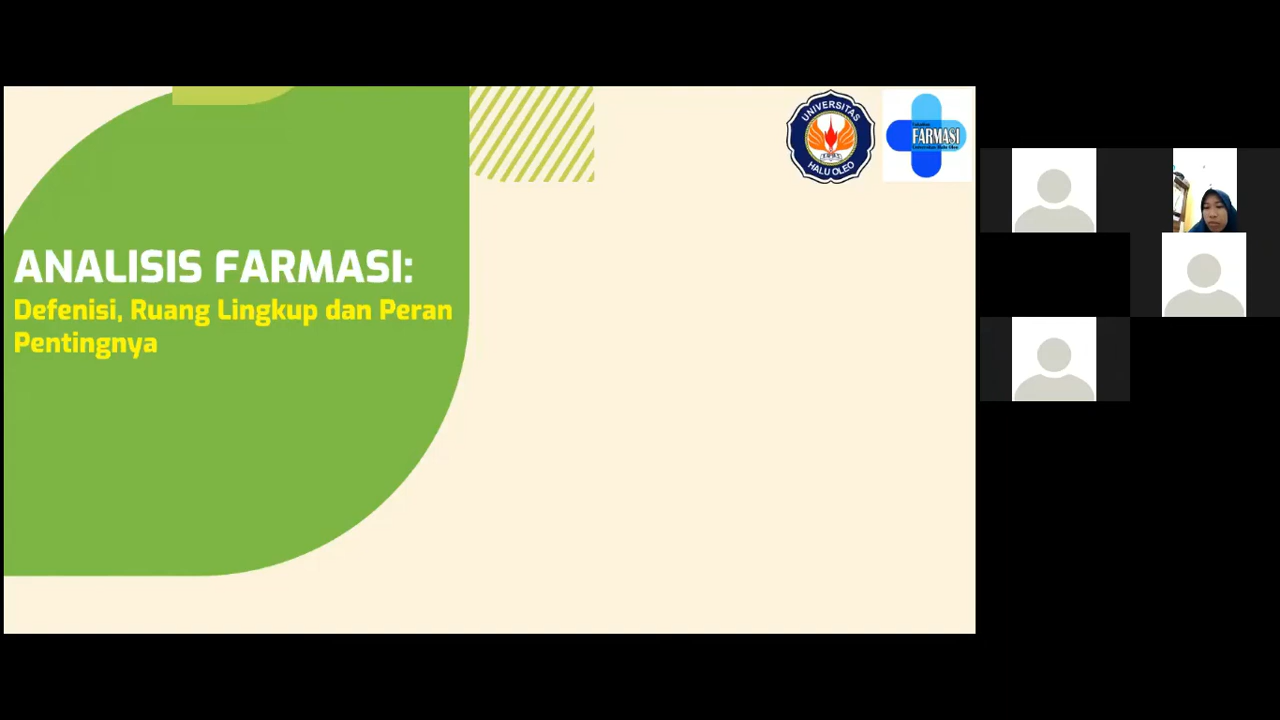 UNIVERSITAS
HALU OLEO
FARMASI
ANALISIS FARMASI:
Defenisi, Ruang Lingkup dan Peran
Pentingnya